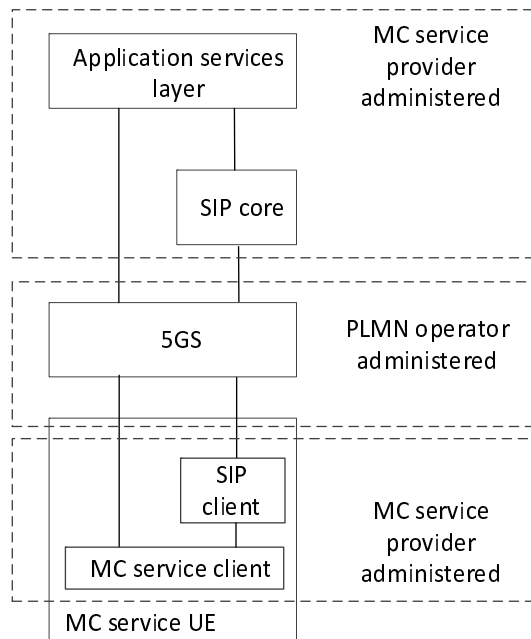 Application services
layer
MC service
provider
administered
SIP core
5GS
PLMN operator
administered
SIP
client
MC service client
MC service
provider
administered
MC service UE